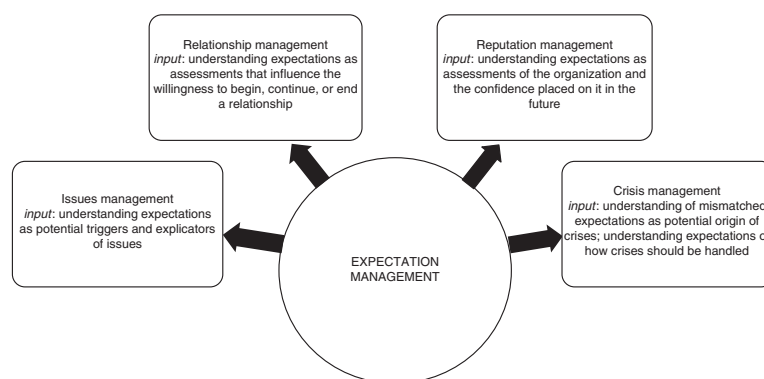 Relationship management
input: understanding expectations as
assessments that influence the
willingness to begin, continue, or end
a relationship
Reputation management
input: understanding expectations as
assessments of the organization and
the confidence placed on it in the
future
Issues management
input: understanding expectations
as potential triggers and explicators
of issues
Crisis management
input: understanding of mismatched
expectations as potential origin of
crises; understanding expectations
how crises should be handled
EXPECTATION
MANAGEMENT